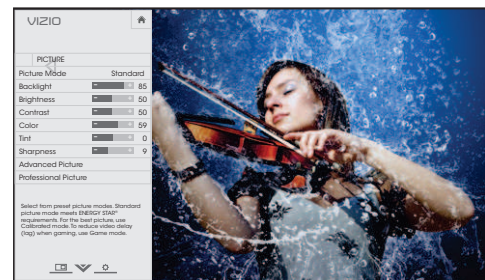 VIZIO
PICTURE
Picture Mode Standard
Backlight 85
Brightness 50
Contrast 50
Color 59
Tint 0
Sharpness 9
Advanced Picture
Professional Picture
Select from preset picture modes. Standard
picture mode meets ENERGY STAR®
requirements. For the best picture, use
Calibrated mode. To reduce video delay
(lag) when gaming, use Game mode.